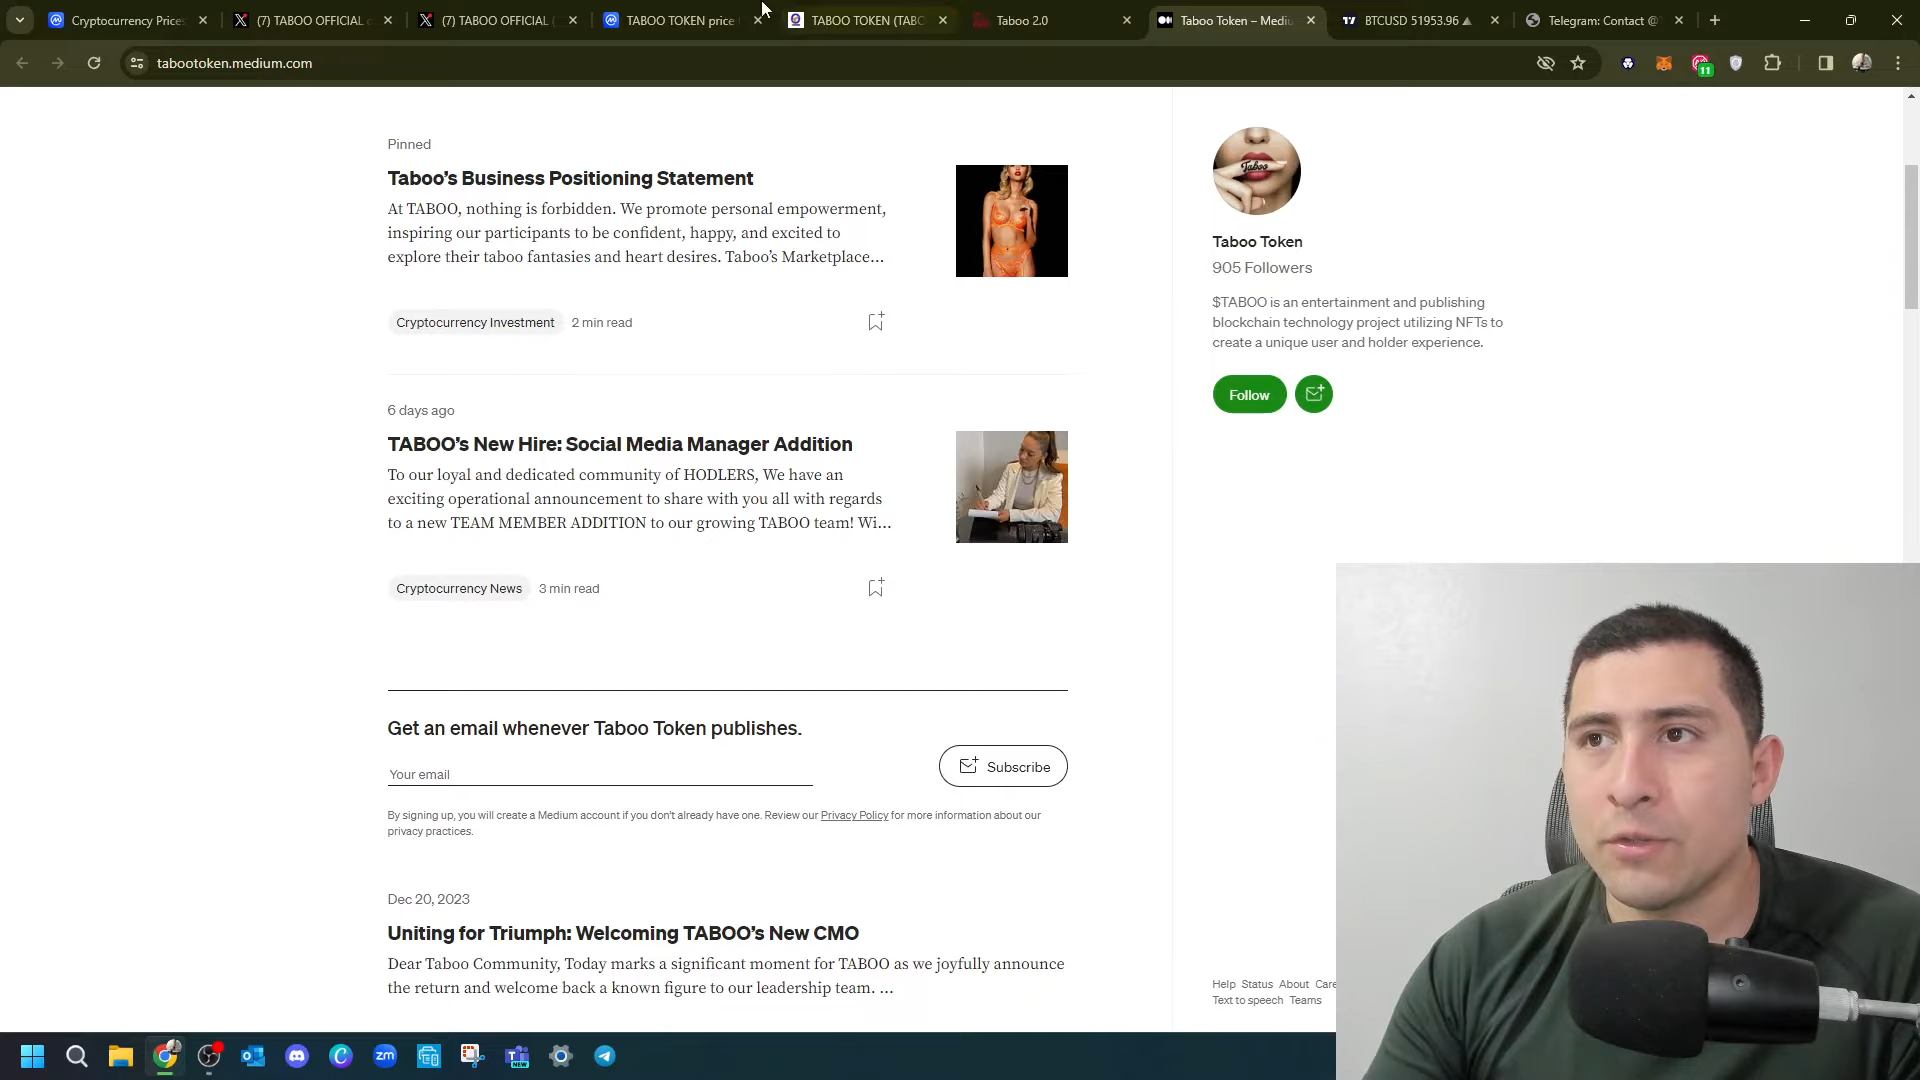 Cryptocurrency Price
(7) TABOO OFFICIAL
(7) TABOO OFFICIAL (
TABOO TOKEN price
TABOO TOKEN (TABO
Taboo 2.0
Taboo Token – Mediu
BTCUSD 51953.96 ▲
Telegram: Contact @
tabootoken.medium.com
11
Pinned
Taboo’s Business Positioning Statement
At TABOO, nothing is forbidden. We promote personal empowerment,
inspiring our participants to be confident, happy, and excited to
explore their taboo fantasies and heart desires. Taboo’s Marketplace…
Cryptocurrency Investment
2 min read
6 days ago
TABOO’s New Hire: Social Media Manager Addition
To our loyal and dedicated community of HODLERS, We have an
exciting operational announcement to share with you all with regards
to a new TEAM MEMBER ADDITION to our growing TABOO team! Wi…
Cryptocurrency News
3 min read
Get an email whenever Taboo Token publishes.
Your email
Subscribe
By signing up, you will create a Medium account if you don’t already have one. Review our Privacy Policy for more information about our
privacy practices.
Dec 20, 2023
Uniting for Triumph: Welcoming TABOO’s New CMO
Dear Taboo Community, Today marks a significant moment for TABOO as we joyfully announce
the return and welcome back a known figure to our leadership team. …
Taboo
Taboo Token
905 Followers
$TABOO is an entertainment and publishing
blockchain technology project utilizing NFTs to
create a unique user and holder experience.
Follow
Help Status About Care
Text to speech Teams
zm
NEW